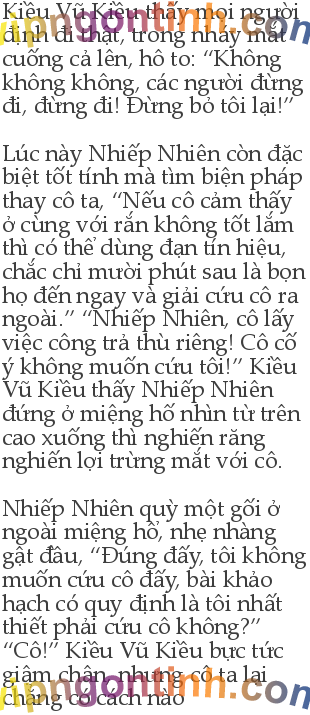 Kiều Vũ Kiều thấy mọi người
định đi thật, trong nháy mắt
cuống cả lên, hô to: “Không
không không, các người đừng
đi, đừng đi! Đừng bỏ tôi lại!”
Lúc này Nhiếp Nhiên còn đặc
biệt tốt tính mà tìm biện pháp
thay cô ta, “Nếu cô cảm thấy
ở cùng với rắn không tốt lắm
thì có thể dùng đạn tín hiệu,
chắc chỉ mười phút sau là bọn
họ đến ngay và giải cứu cô ra
ngoài.” “Nhiếp Nhiên, cô lấy
việc công trả thù riêng! Cô cố
ý không muốn cứu tôi!” Kiều
Vũ Kiều thấy Nhiếp Nhiên
đứng ở miệng hố nhìn từ trên
cao xuống thì nghiến răng
nghiến lợi trừng mắt với cô.
Nhiếp Nhiên quỳ một gối ở
ngoài miệng hố, nhẹ nhàng
gật đầu, “Đúng đấy, tôi không
muốn cứu cô đấy, bài khảo
hạch có quy định là tôi nhất
thiết phải cứu cô không?”
“Cô!” Kiều Vũ Kiều bực tức
giậm chân, nhưng cô ta lại
chẳng có cách nào
vipngontinh.com
vipngontinh.com